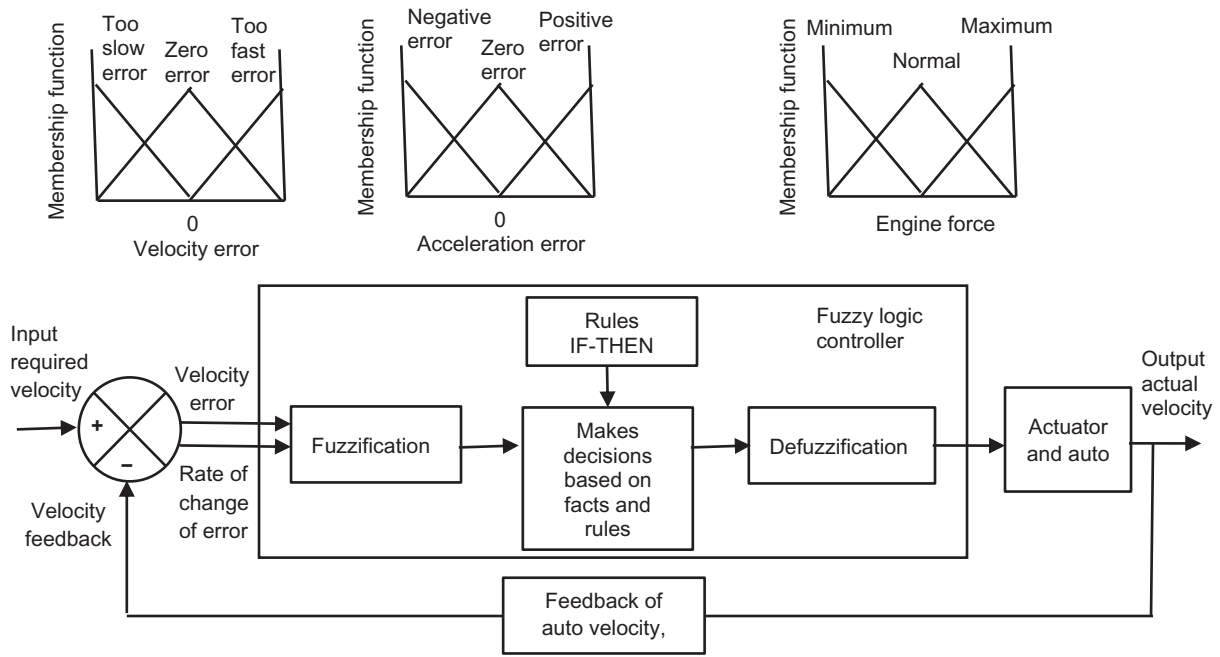 Membership function
Too
slow
error
Zero
error
Too
fast
error
0
Velocity error
Membership function
Negative
error
Zero
error
Positive
error
0
Acceleration error
Membership function
Minimum
Normal
Maximum
Engine force
Input
required
velocity
+
−
Velocity
feedback
Velocity
error
Rate of
change
of error
Fuzzification
Rules
IF-THEN
Makes
decisions
based on
facts and
rules
Fuzzy logic
controller
Defuzzification
Actuator
and auto
Output
actual
velocity
Feedback of
auto velocity,